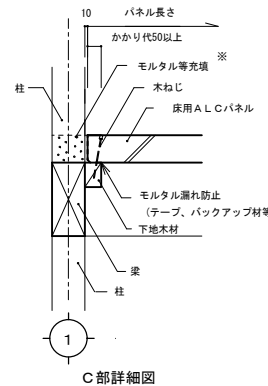 10
パネル長さ
かかり代50以上
※
モルタル等充填
柱
木ねじ
床用ALCパネル
モルタル漏れ防止
(テープ、バックアップ材等
下地木材
梁
柱
1
C部詳細図